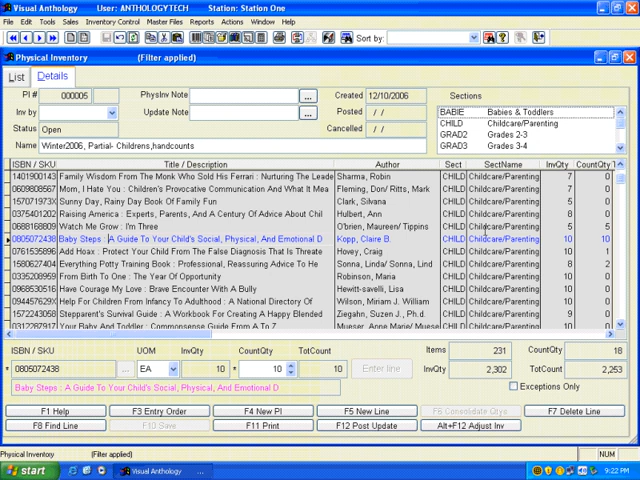 Visual Anthology User: ANTHOLOGYTECH Station: Station One
File Edit Tools Sales Inventory Control Master Files Reports Actions Window Help
Sort by:
Physical Inventory (Filter applied)
List Details
PI # 000005 PhysInv Note ... Created 12/10/2006 Sections
Inv by Update Note ... Posted / /
Status Open Cancelled / /
Name Winter2006, Partial- Childrens,handcounts
BABIE Babies & Toddlers
CHILD Childcare/Parenting
GRAD2 Grades 2-3
GRAD3 Grades 3-4
ISBN / SKU Title / Description Author Sect SectName InvQty CountQty
1401900143 Family Wisdom From The Monk Who Sold His Ferrari : Nurturing The Leade Sharma, Robin CHILD Childcare/Parenting 7 0
0609808567 Mom, I Hate You : Children's Provocative Communication And What It Mea Fleming, Don/ Ritts, Mark CHILD Childcare/Parenting 7 0
157071973X Sunny Day, Rainy Day Book Of Family Fun Clark, Silvana CHILD Childcare/Parenting 5 0
0375401202 Raising America : Experts, Parents, And A Century Of Advice About Chil Hulbert, Ann CHILD Childcare/Parenting 8 0
0688168809 Watch Me Grow : I'm Three O'brien, Maureen/ Tippins CHILD Childcare/Parenting 5 5
0805072438 Baby Steps : A Guide To Your Child's Social, Physical, And Emotional D Kopp, Claire B. CHILD Childcare/Parenting 10 10
0761535896 Add Hoax : Protect Your Child From The False Diagnosis That Is Threate Hovey, Craig CHILD Childcare/Parenting 10 1
1580627404 Everything Potty Training Book : Professional, Reassuring Advice To He Sonna, Linda/ Sonna, Lind CHILD Childcare/Parenting 8 2
0335208959 From Birth To One : The Year Of Opportunity Robinson, Maria CHILD Childcare/Parenting 10 0
0968530516 Have Courage My Love : Brave Encounter With A Bully Hewitt-savelli, Lisa CHILD Childcare/Parenting 10 0
094457629X Help For Children From Infancy To Adulthood : A National Directory Of Wilson, Miriam J. William CHILD Childcare/Parenting 9 0
1572243058 Stepparent's Survival Guide : A Workbook For Creating A Happy Blended Ziegahn, Suzen J., Ph.d. CHILD Childcare/Parenting 9 0
0312287917 Your Baby And Toddler : Commonsense Guide From A To Z Mueser, Anne Marie/ Mueser CHILD Childcare/Parenting 10 0
ISBN / SKU UOM InvQty CountQty TotCount Items 231 CountQty 18
* 0805072438 ... EA 10 * 10 10 Enter line InvQty 2,302 TotCount 2,253
Baby Steps : A Guide To Your Child's Social, Physical, And Emotional D Exceptions Only
F1 Help F3 Entry Order F4 New PI F5 New Line F6 Consolidate Qtys F7 Delete Line
F8 Find Line F10 Save F11 Print F12 Post Update Alt+F12 Adjust Inv
Physical Inventory (Filter applied) NUM
start Visual Anthology ... 9:22 PM